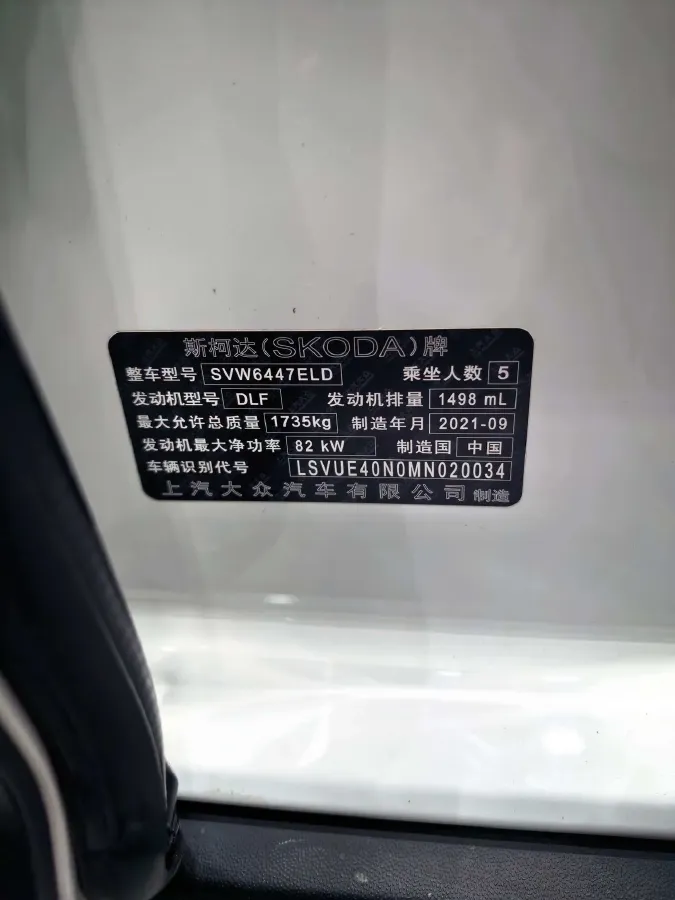 斯柯达(SKODA)牌
整车型号 SVW6447ELD 乘坐人数 5
发动机型号 DLF 发动机排量 1498 mL
最大允许总质量 1735kg 制造年月 2021-09
发动机最大净功率 82 kW 制造国 中国
车辆识别代号 LSVUE40N0MN020034
上汽大众汽车有限公司 制造